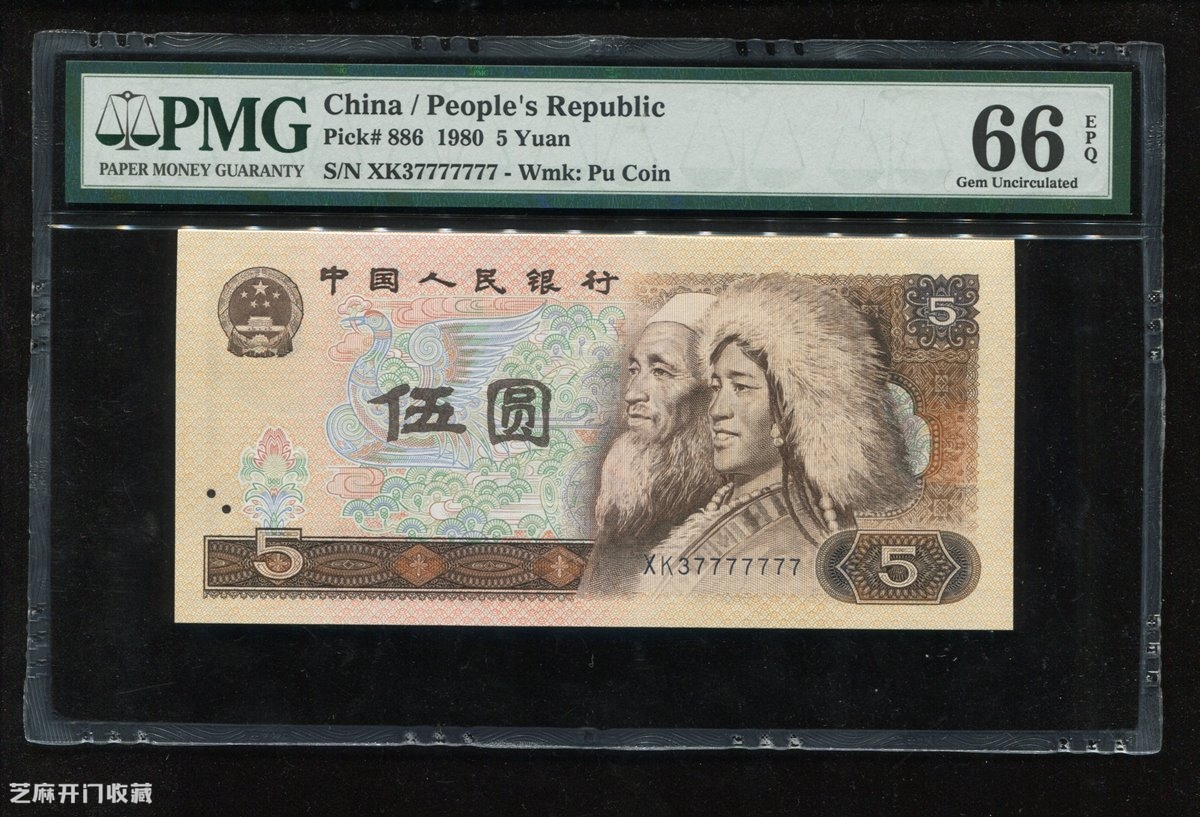 PMG
PAPER MONEY GUARANTY
China / People's Republic
Pick# 886 1980 5 Yuan
S/N XK37777777 - Wmk: Pu Coin
66
EPQ
Gem Uncirculated
中国人民银行
5
伍圆
5
XK37777777
5
芝麻开门收藏